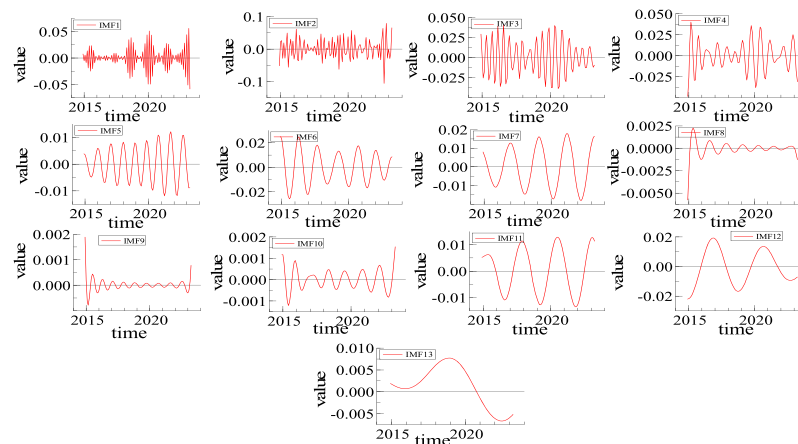 IMF1
0.05
0.00
-0.05
value
2015 2020
time
IMF2
0.1
0.0
-0.1
value
2015 2020
time
IMF3
0.025
0.000
-0.025
value
2015 2020
time
IMF4
0.050
0.025
0.000
-0.025
value
2015 2020
time
IMF5
0.01
0.00
-0.01
value
2015 2020
time
IMF6
0.02
0.00
-0.02
value
2015 2020
time
IMF7
0.02
0.01
0.00
-0.01
value
2015 2020
time
IMF8
0.0025
0.0000
-0.0025
-0.0050
value
2015 2020
time
IMF9
0.002
0.001
0.000
value
2015 2020
time
IMF10
0.002
0.001
0.000
-0.001
value
2015 2020
time
IMF11
0.01
0.00
-0.01
value
2015 2020
time
IMF12
0.02
0.00
-0.02
value
2015 2020
time
IMF13
0.010
0.005
0.000
-0.005
value
2015 2020
time